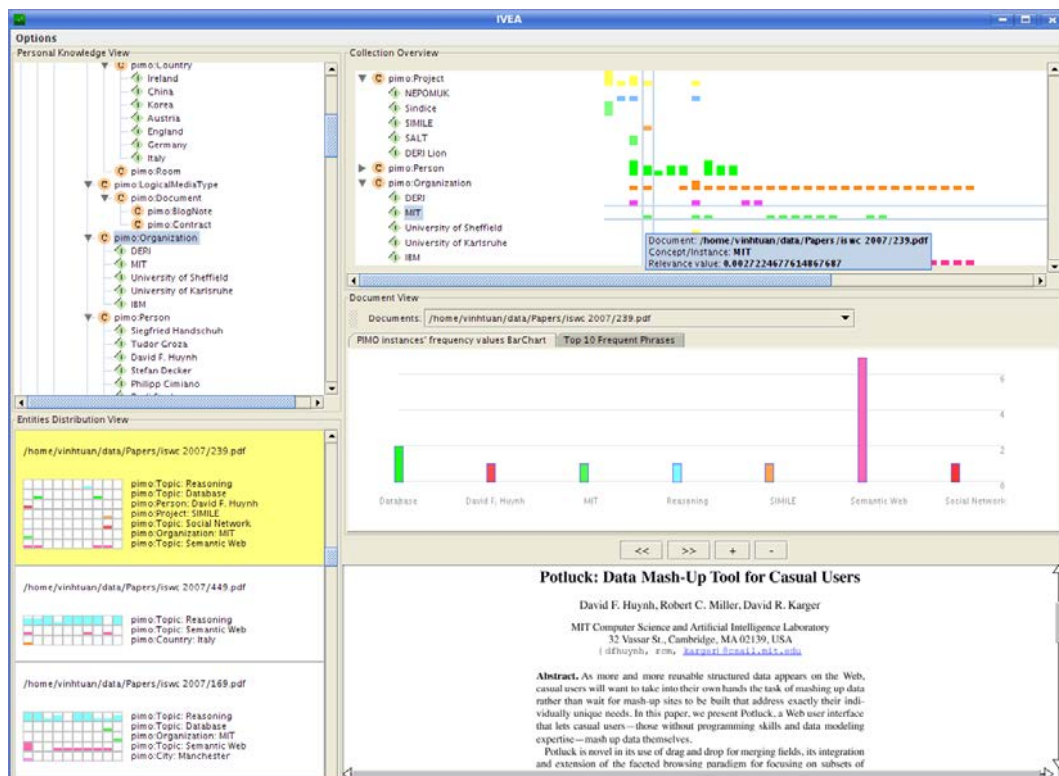 IVEA
Options
Personal Knowledge View
pimo:Country
Ireland
China
Korea
Austria
England
Germany
Italy
pimo:Room
pimo:LogicalMediaType
pimo:Document
pimo:BlogNote
pimo:Contract
pimo:Organization
DERI
MIT
University of Sheffield
University of Karlsruhe
IBM
pimo:Person
Siegfried Handschuh
Tudor Groza
David F. Huynh
Stefan Decker
Philipp Cimiano
Collection Overview
pimo:Project
NEPOMUK
Sindice
SIMILE
SALT
DERI Lion
pimo:Person
pimo:Organization
DERI
MIT
University of Sheffield
University of Karlsruhe
IBM
Document: /home/vinhtuan/data/Papers/iswc 2007/239.pdf
Concept/Instance: MIT
Relevance value: 0.0027224677614867687
Document View
Documents: /home/vinhtuan/data/Papers/iswc 2007/239.pdf
PIMO instances' frequency values BarChart Top 10 Frequent Phrases
6
4
2
0
Database David F. Huynh MIT Reasoning SIMILE Semantic Web Social Network
<< >> + -
Entities Distribution View
/home/vinhtuan/data/Papers/iswc 2007/239.pdf
pimo:Topic: Reasoning
pimo:Topic: Database
pimo:Person: David F. Huynh
pimo:Project: SIMILE
pimo:Topic: Social Network
pimo:Organization: MIT
pimo:Topic: Semantic Web
/home/vinhtuan/data/Papers/iswc 2007/449.pdf
pimo:Topic: Reasoning
pimo:Topic: Semantic Web
pimo:Country: Italy
/home/vinhtuan/data/Papers/iswc 2007/169.pdf
pimo:Topic: Reasoning
pimo:Topic: Database
pimo:Organization: MIT
pimo:Topic: Semantic Web
pimo:City: Manchester
Potluck: Data Mash-Up Tool for Casual Users
David F. Huynh, Robert C. Miller, David R. Karger
MIT Computer Science and Artificial Intelligence Laboratory
32 Vassar St., Cambridge, MA 02139, USA
{dfhuynh, rcm, karger}@csail.mit.edu
Abstract. As more and more reusable structured data appears on the Web,
casual users will want to take into their own hands the task of mashing up data
rather than wait for mash-up sites to be built that address exactly their indi-
vidually unique needs. In this paper, we present Potluck, a Web user interface
that lets casual users—those without programming skills and data modeling
expertise—mash up data themselves.
Potluck is novel in its use of drag and drop for merging fields, its integration
and extension of the faceted browsing paradigm for focusing on subsets of